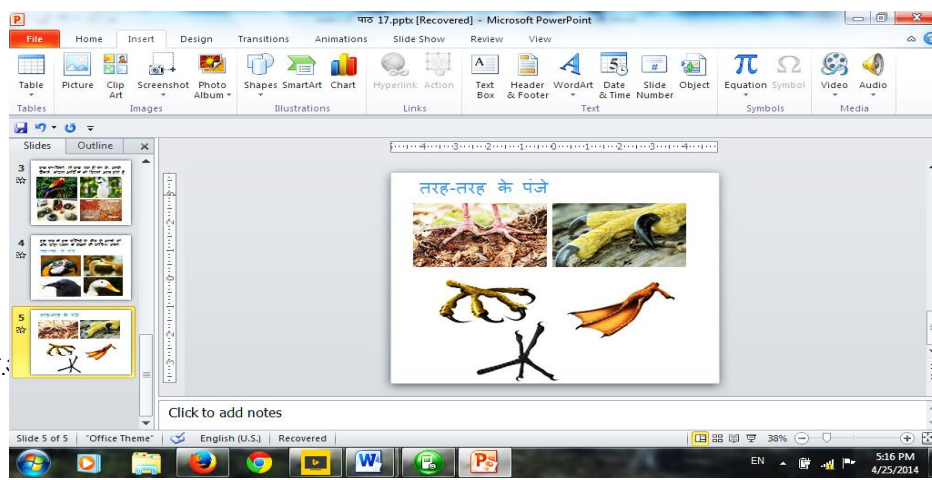 पाठ 17.pptx [Recovered] - Microsoft PowerPoint
File Home Insert Design Transitions Animations Slide Show Review View
Table Picture Clip Art Screenshot Photo Album Shapes SmartArt Chart Hyperlink Action Text Box Header & Footer WordArt Date & Time Slide Number Object Equation Symbol Video Audio
Tables Images Illustrations Links Text Symbols Media
Slides Outline
3
4
5
तरह-तरह के पंजे
Click to add notes
Slide 5 of 5 "Office Theme" English (U.S.) Recovered 38%
EN 5:16 PM
4/25/2014